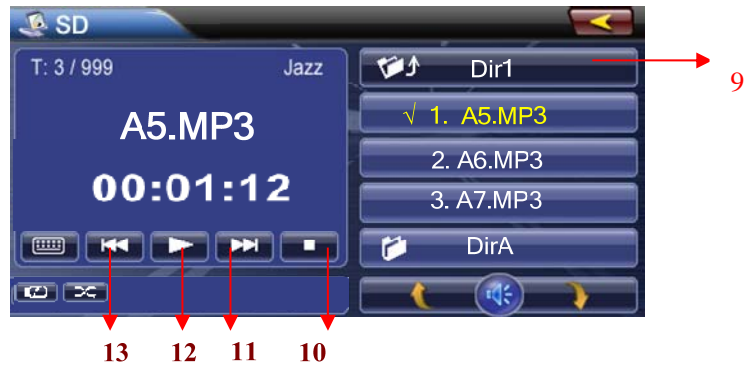 SD
T: 3 / 999 Jazz
A5.MP3
00:01:12
Dir1
√ 1. A5.MP3
2. A6.MP3
3. A7.MP3
DirA
9
13 12 11 10